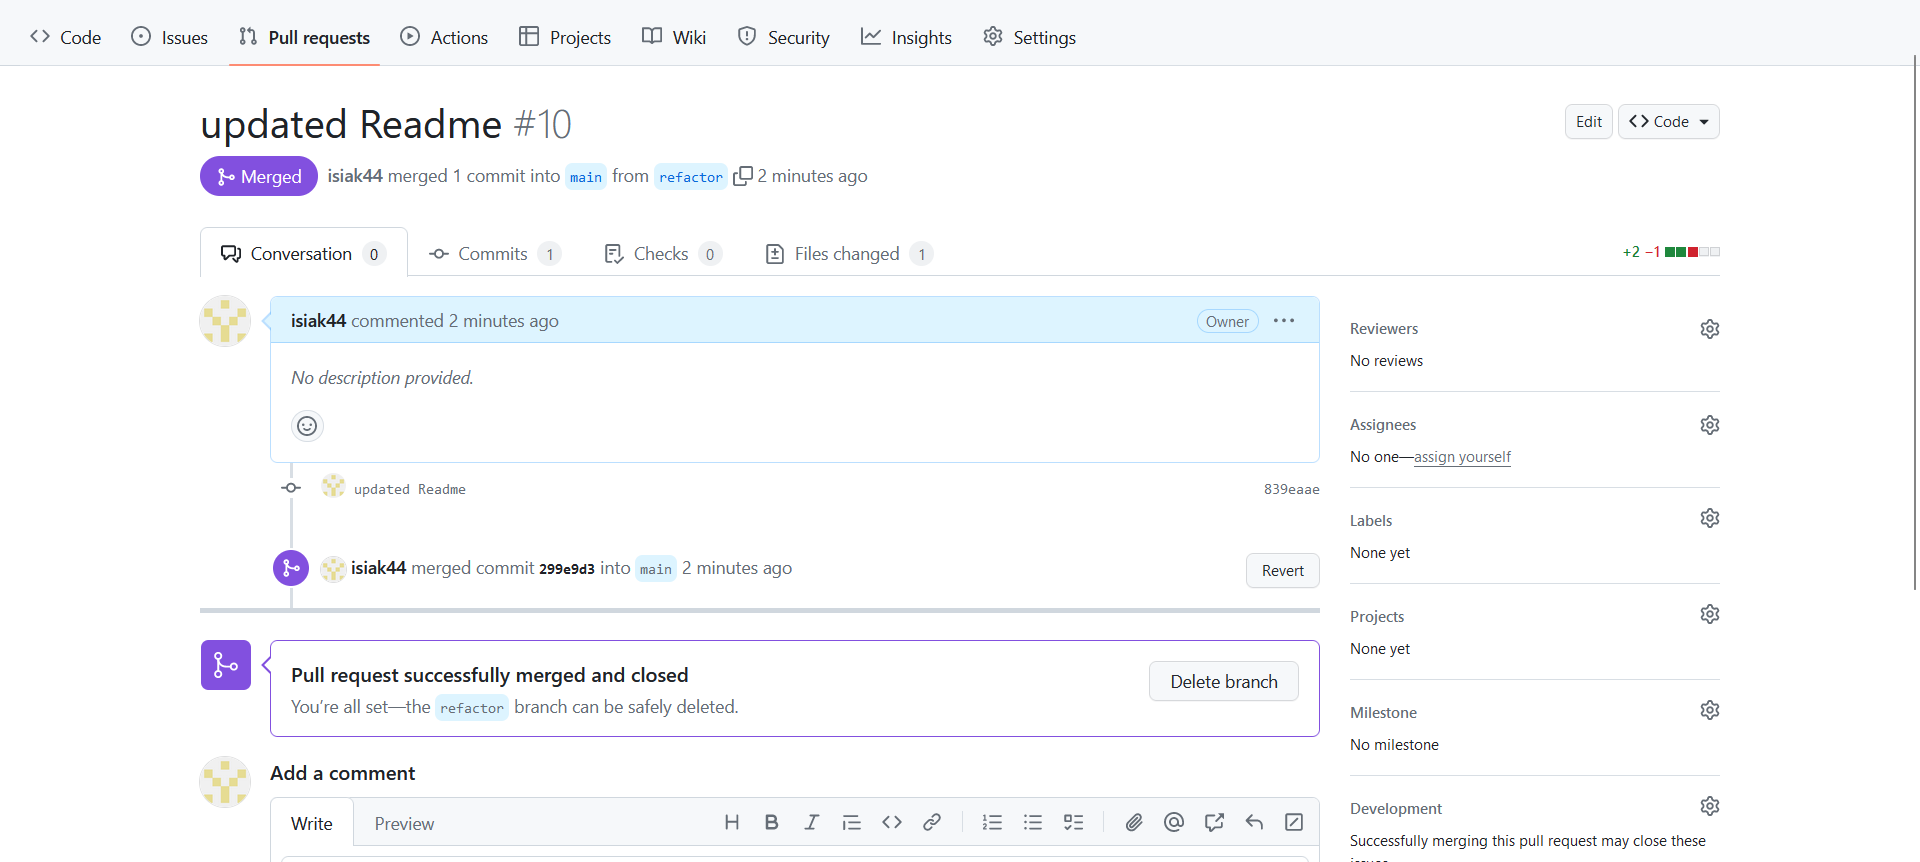 Code Issues Pull requests Actions Projects Wiki Security Insights Settings
updated Readme #10
Edit Code
Merged isiak44 merged 1 commit into main from refactor 2 minutes ago
Conversation 0 Commits 1 Checks 0 Files changed 1
+2 −1
isiak44 commented 2 minutes ago Owner
No description provided.
updated Readme 839eaae
isiak44 merged commit 299e9d3 into main 2 minutes ago Revert
Pull request successfully merged and closed
You’re all set—the refactor branch can be safely deleted.
Delete branch
Add a comment
Write Preview
Reviewers
No reviews
Assignees
No one—assign yourself
Labels
None yet
Projects
None yet
Milestone
No milestone
Development
Successfully merging this pull request may close these